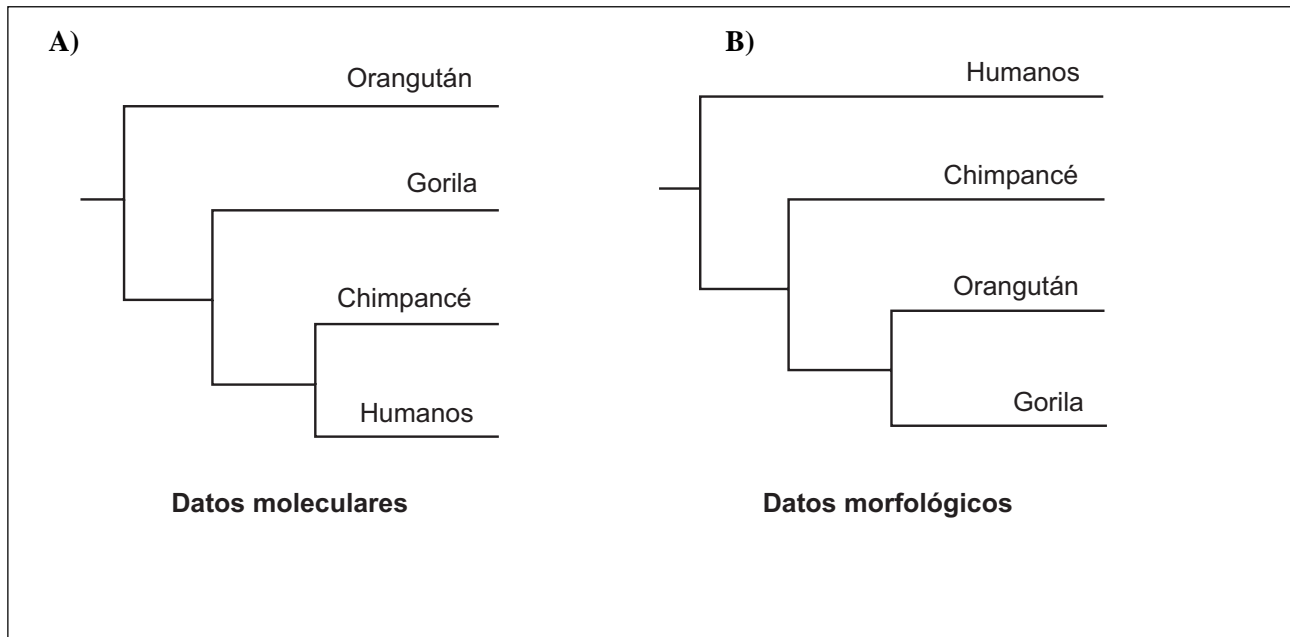 A)
Orangután
Gorila
Chimpancé
Humanos
Datos moleculares
B)
Humanos
Chimpancé
Orangután
Gorila
Datos morfológicos